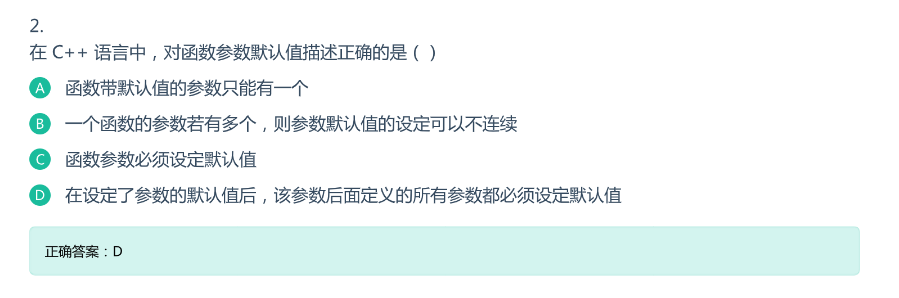 2.
在 C++ 语言中，对函数参数默认值描述正确的是 ( )
A 函数带默认值的参数只能有一个
B 一个函数的参数若有多个，则参数默认值的设定可以不连续
C 函数参数必须设定默认值
D 在设定了参数的默认值后，该参数后面定义的所有参数都必须设定默认值
正确答案：D